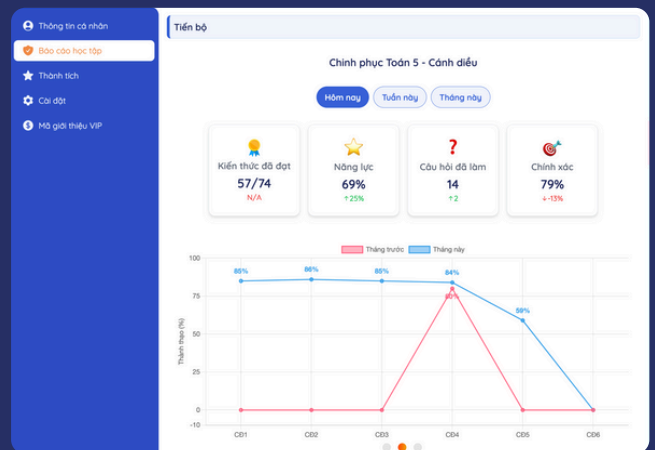 Thông tin cá nhân
Báo cáo học tập
Thành tích
Cài đặt
Mã giới thiệu VIP
Tiến bộ
Chinh phục Toán 5 - Cánh diều
Hôm nay Tuần này Tháng này
Kiến thức đã đạt
57/74
N/A
Năng lực
69%
↑25%
Câu hỏi đã làm
14
↑2
Chính xác
79%
↓-13%
Tháng trước Tháng này
Thành thạo (%)
100
75
50
25
0
-10
85% 86% 85% 84% 59%
80%
CĐ1 CĐ2 CĐ3 CĐ4 CĐ5 CĐ6